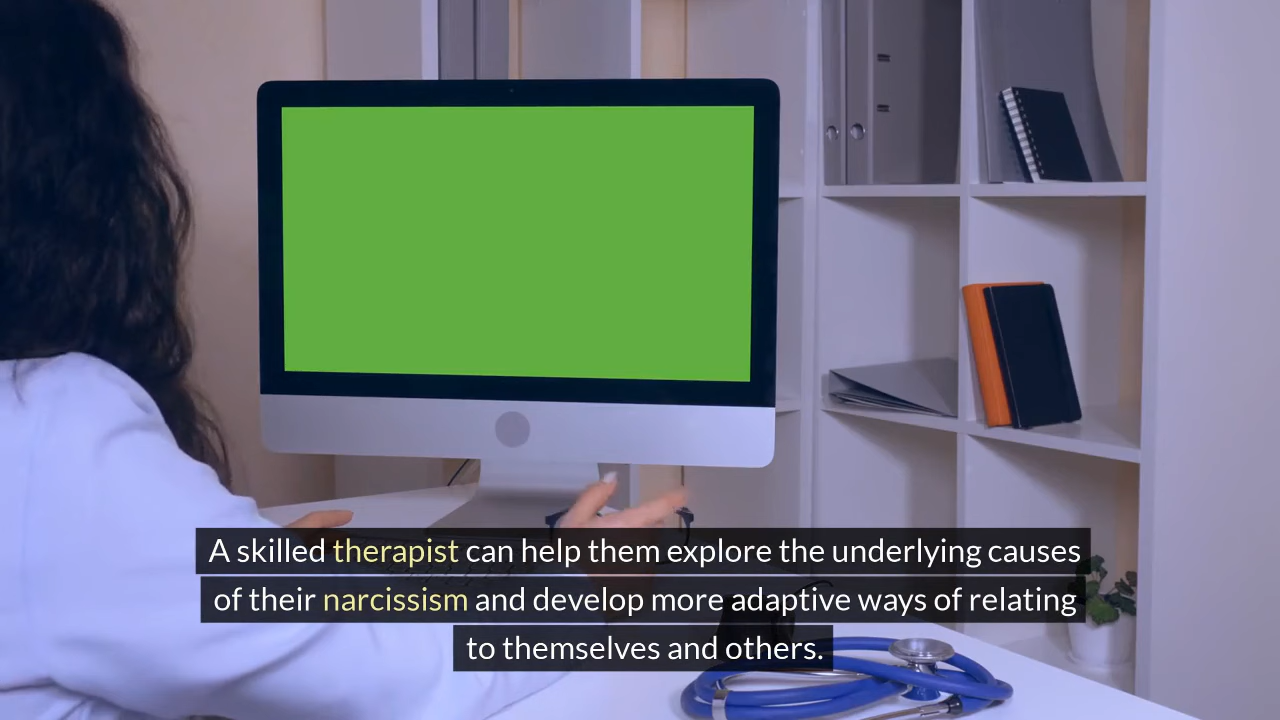 A skilled therapist can help them explore the underlying causes
of their narcissism and develop more adaptive ways of relating
to themselves and others.